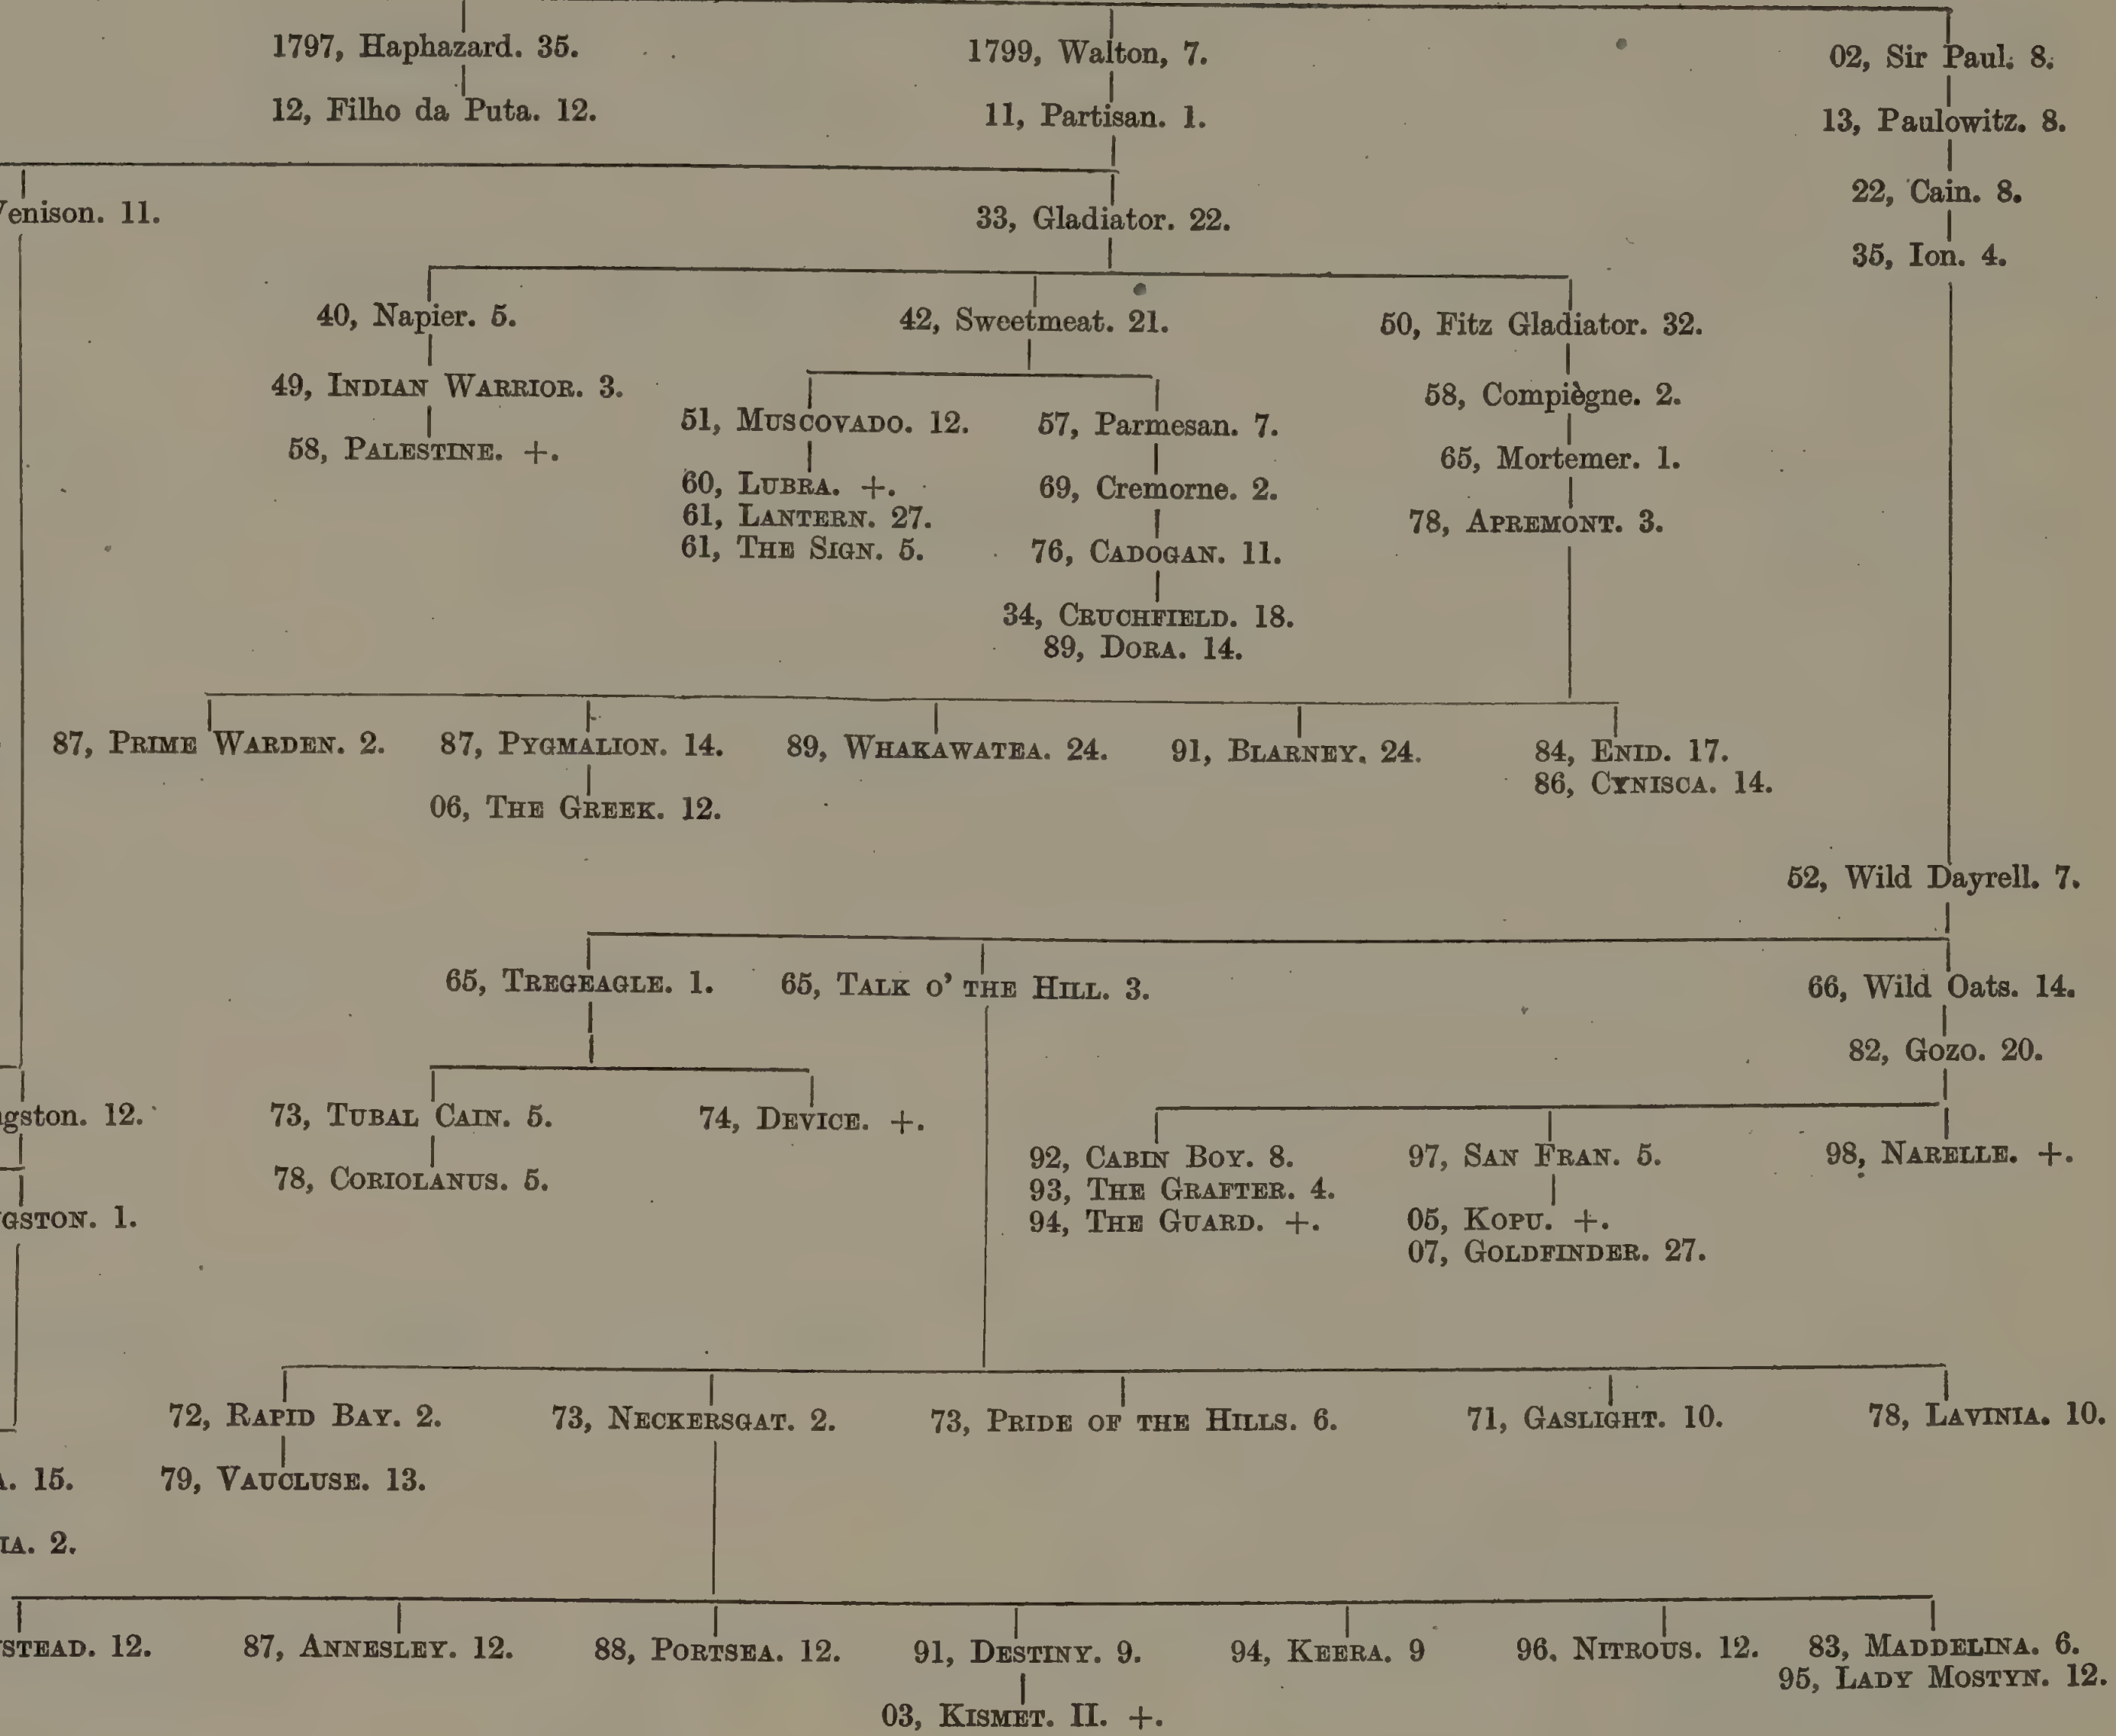 1797, Haphazard. 35.
1799, Walton, 7.
02, Sir Paul. 8.
12, Filho da Puta. 12.
11, Partisan. 1.
13, Paulowitz. 8.
22, Cain. 8.
Venison. 11.
33, Gladiator. 22.
35, Ion. 4.
40, Napier. 5.
42, Sweetmeat. 21.
50, Fitz Gladiator. 32.
49, INDIAN WARRIOR. 3.
58, Compiègne. 2.
51, MUSCOVADO. 12.
57, Parmesan. 7.
58, PALESTINE. +.
65, Mortemer. 1.
60, LUBRA. +.
69, Cremorne. 2.
61, LANTERN. 27.
78, APREMONT. 3.
61, THE SIGN. 5.
76, CADOGAN. 11.
34, CRUCHFIELD. 18.
89, DORA. 14.
87, PRIME WARDEN. 2.
87, PYGMALION. 14.
89, WHAKAWATEA. 24.
91, BLARNEY. 24.
84, ENID. 17.
86, CYNISCA. 14.
06, THE GREEK. 12.
52, Wild Dayrell. 7.
65, TREGEAGLE. 1.
65, TALK O' THE HILL. 3.
66, Wild Oats. 14.
82, Gozo. 20.
ngston. 12.
73, TUBAL CAIN. 5.
74, DEVICE. +.
92, CABIN BOY. 8.
97, SAN FRAN. 5.
98, NARELLE. +.
78, CORIOLANUS. 5.
93, THE GRAFTER. 4.
GSTON. 1.
94, THE GUARD. +.
05, KOPU. +.
07, GOLDFINDER. 27.
72, RAPID BAY. 2.
73, NECKERSGAT. 2.
73, PRIDE OF THE HILLS. 6.
71, GASLIGHT. 10.
78, LAVINIA. 10.
A. 15.
79, VAUCLUSE. 13.
IA. 2.
STEAD. 12.
87, ANNESLEY. 12.
88, PORTSEA. 12.
91, DESTINY. 9.
94, KEERA. 9
96. NITROUS. 12.
83, MADDELINA. 6.
95, LADY MOSTYN. 12.
03, KISMET. II. +.